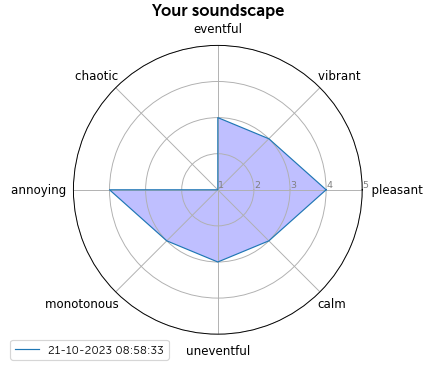 Your soundscape
eventful
chaotic
vibrant
annoying
1
2
3
4
5
pleasant
monotonous
calm
uneventful
21-10-2023 08:58:33